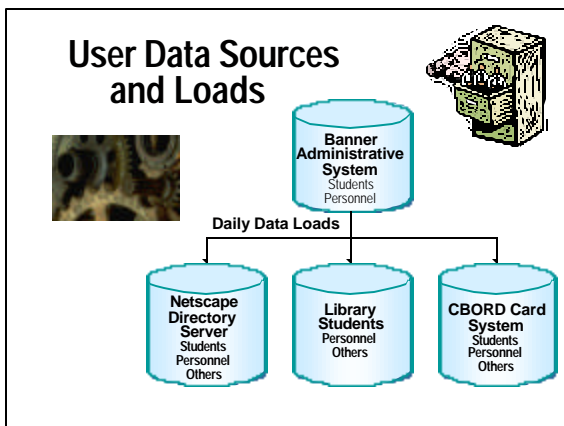 User Data Sources
and Loads
Banner
Administrative
System
Students
Personnel
Daily Data Loads
Netscape
Directory
Server
Students
Personnel
Others
Library
Students
Personnel
Others
CBORD Card
System
Students
Personnel
Others